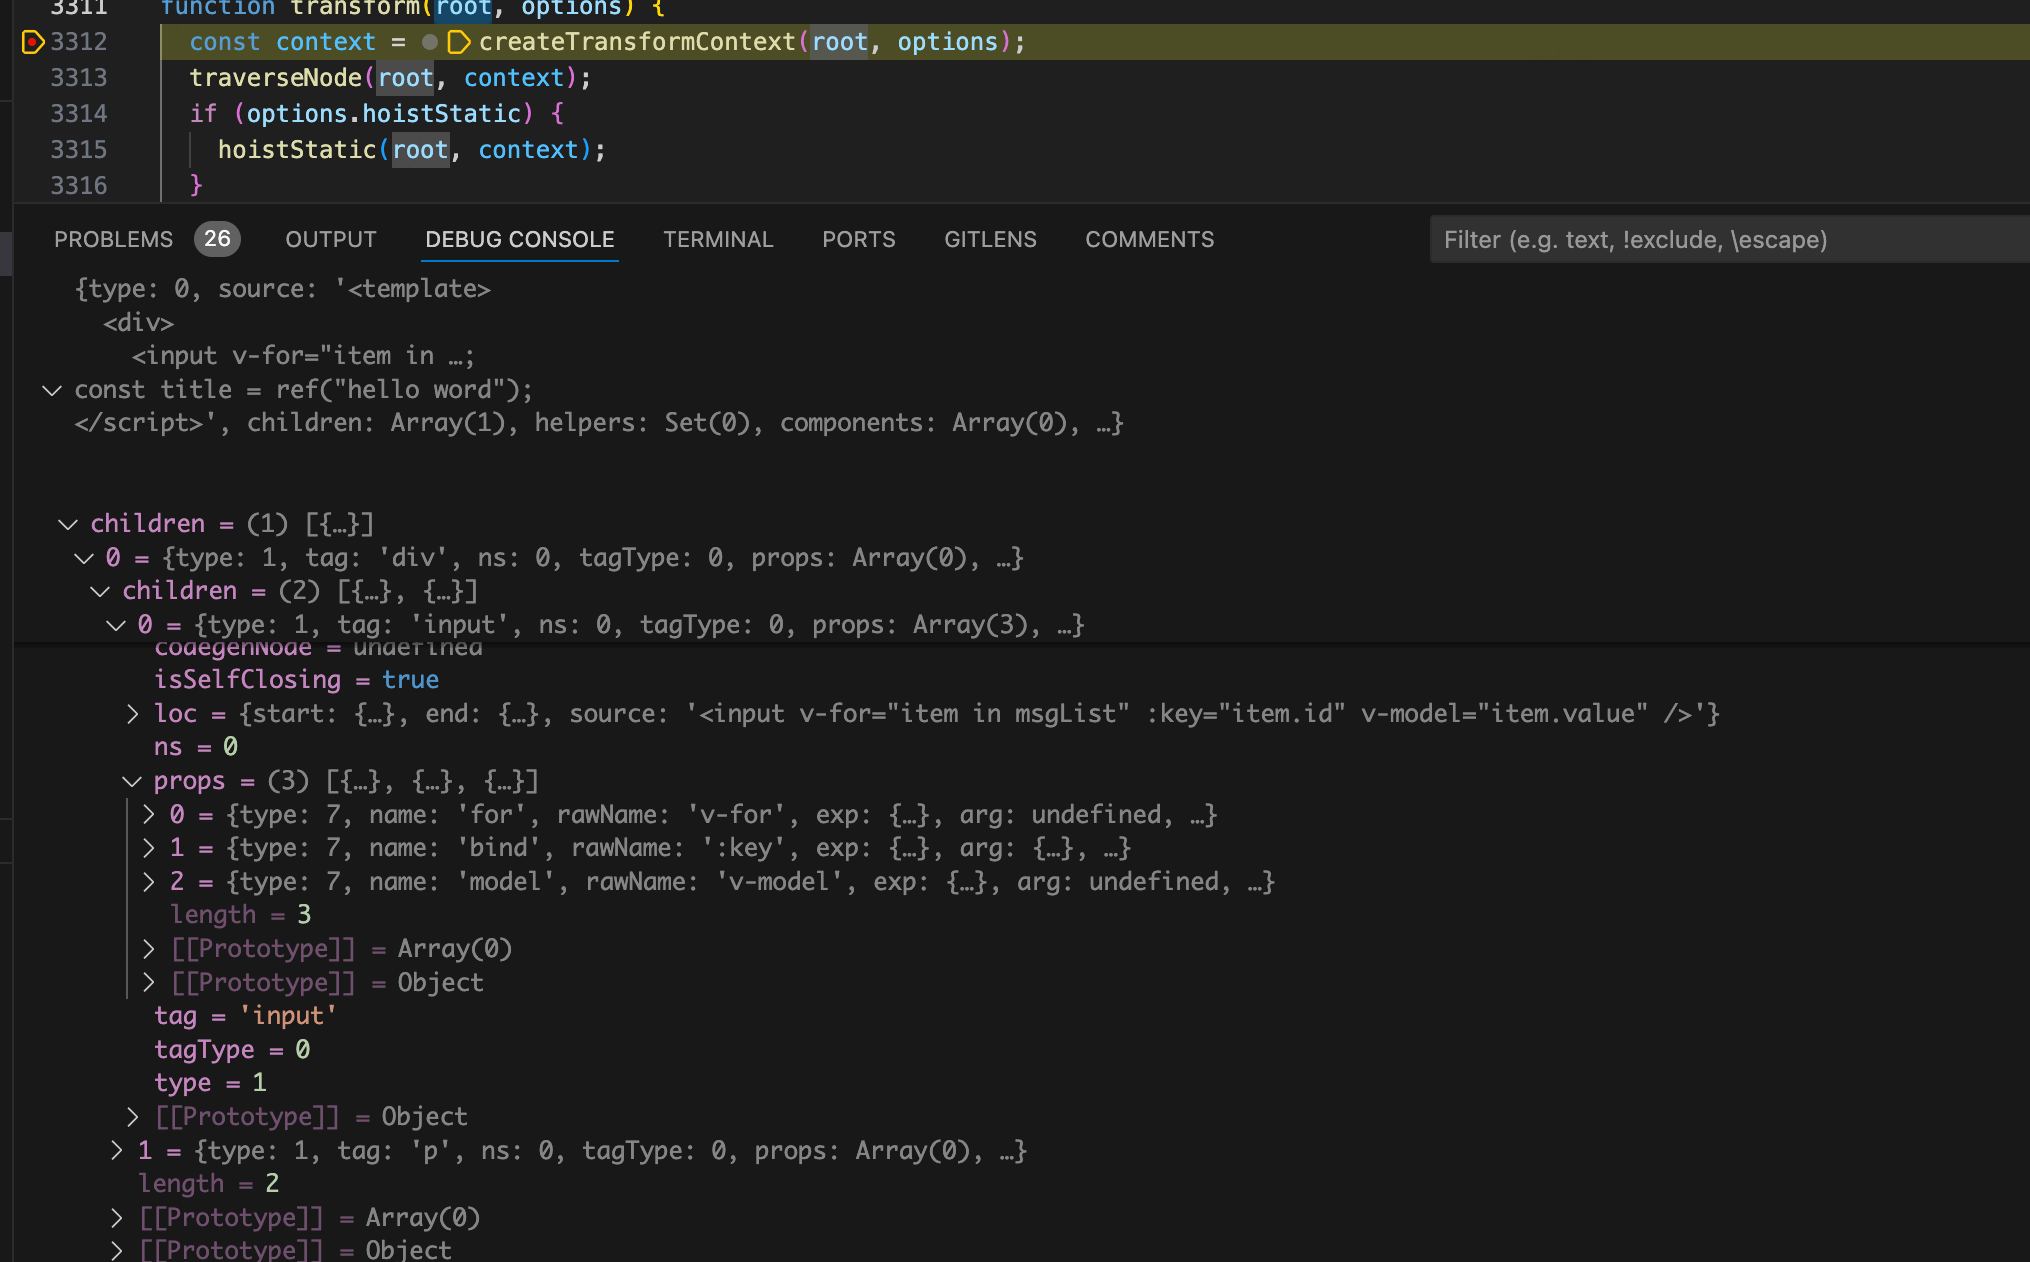 3311 function transform(root, options) {
3312 const context = createTransformContext(root, options);
3313 traverseNode(root, context);
3314 if (options.hoistStatic) {
3315 hoistStatic(root, context);
3316 }
PROBLEMS 26 OUTPUT DEBUG CONSOLE TERMINAL PORTS GITLENS COMMENTS Filter (e.g. text, !exclude, \escape)
{type: 0, source: '<template>
<div>
<input v-for="item in …;
const title = ref("hello word");
</script>', children: Array(1), helpers: Set(0), components: Array(0), …}
children = (1) [{…}]
0 = {type: 1, tag: 'div', ns: 0, tagType: 0, props: Array(0), …}
children = (2) [{…}, {…}]
0 = {type: 1, tag: 'input', ns: 0, tagType: 0, props: Array(3), …}
codegenNode = undefined
isSelfClosing = true
loc = {start: {…}, end: {…}, source: '<input v-for="item in msgList" :key="item.id" v-model="item.value" />'}
ns = 0
props = (3) [{…}, {…}, {…}]
0 = {type: 7, name: 'for', rawName: 'v-for', exp: {…}, arg: undefined, …}
1 = {type: 7, name: 'bind', rawName: ':key', exp: {…}, arg: {…}, …}
2 = {type: 7, name: 'model', rawName: 'v-model', exp: {…}, arg: undefined, …}
length = 3
[[Prototype]] = Array(0)
[[Prototype]] = Object
tag = 'input'
tagType = 0
type = 1
[[Prototype]] = Object
1 = {type: 1, tag: 'p', ns: 0, tagType: 0, props: Array(0), …}
length = 2
[[Prototype]] = Array(0)
[[Prototype]] = Object